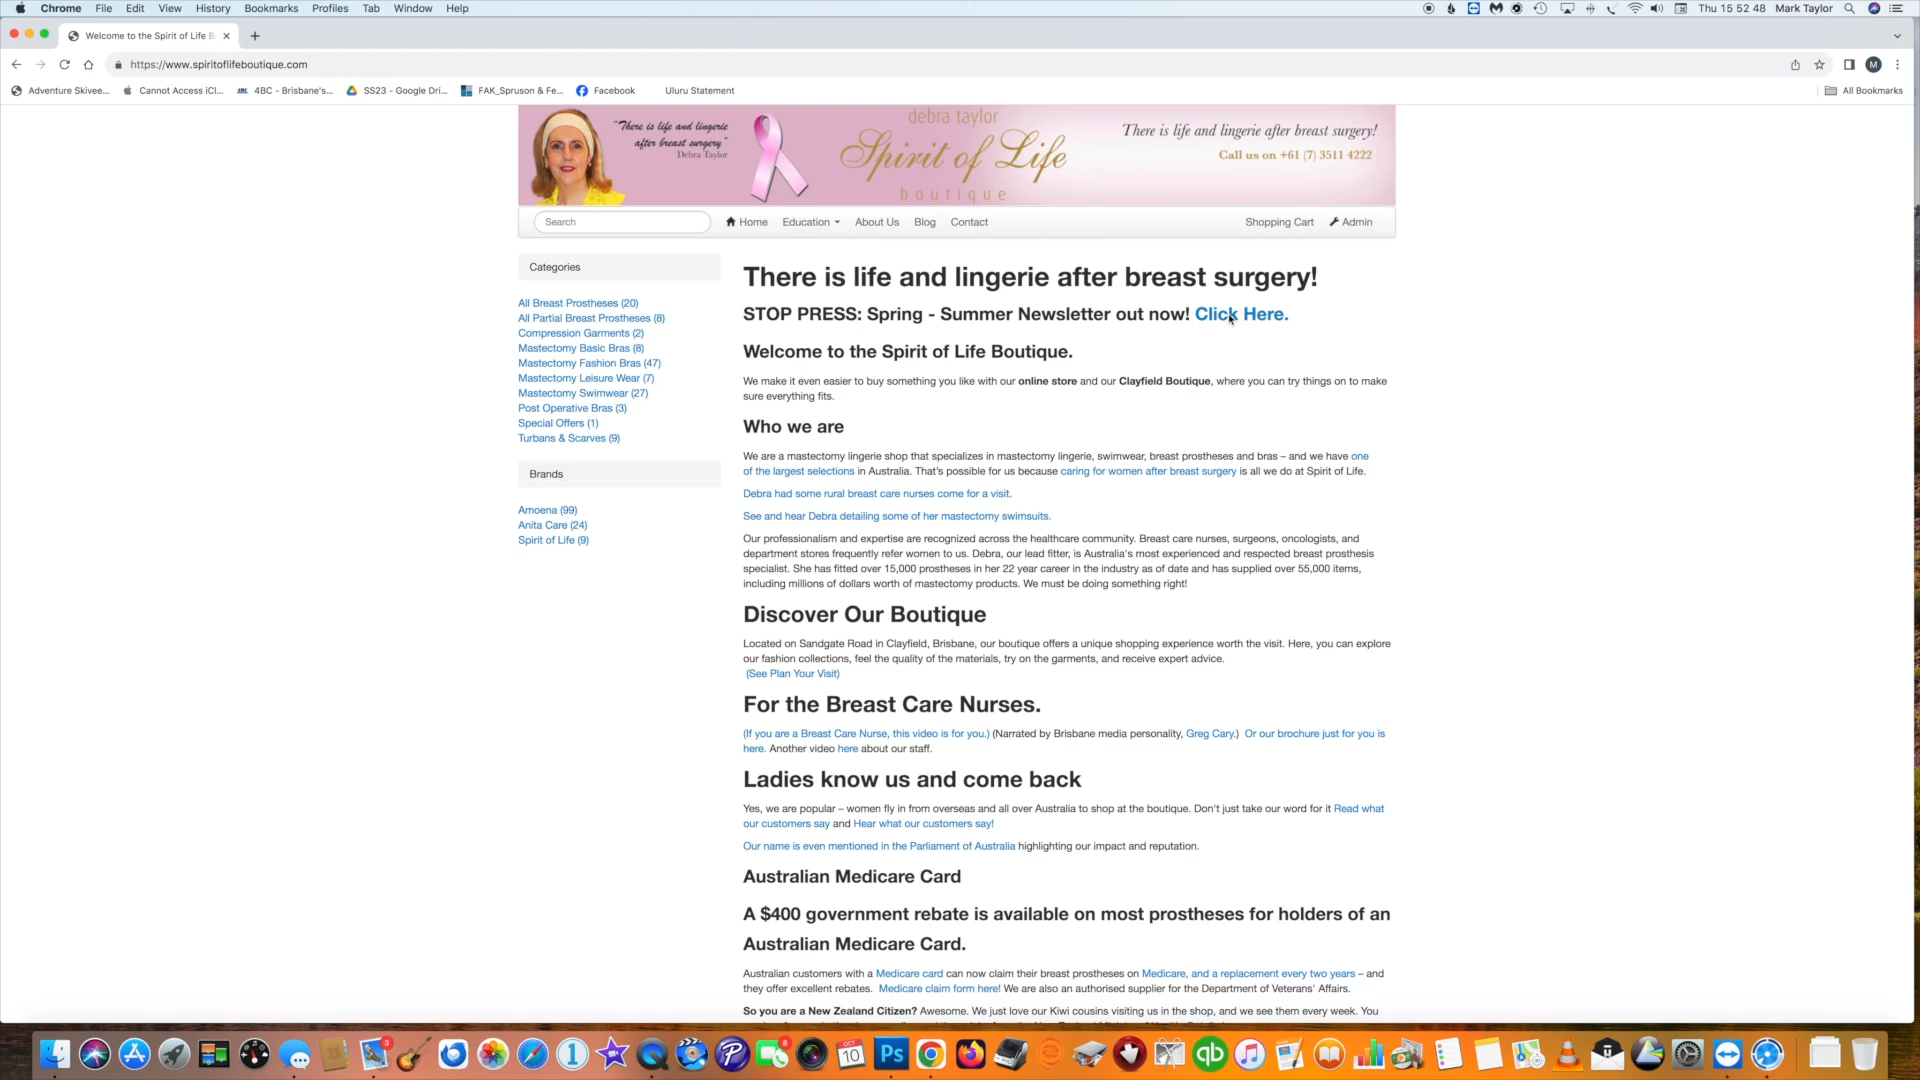 Chrome File Edit View History Bookmarks Profiles Tab Window Help
Thu 15 52 48 Mark Taylor
Welcome to the Spirit of Life B
https://www.spiritoflifeboutique.com
M
Adventure Skivee... Cannot Access iCl... 4BC - Brisbane's... SS23 - Google Dri... FAK_Spruson & Fe... Facebook Uluru Statement All Bookmarks
"There is life and lingerie
after breast surgery"
Debra Taylor
debra taylor
Spirit of Life
boutique
There is life and lingerie after breast surgery!
Call us on +61 (7) 3511 4222
Search Home Education About Us Blog Contact Shopping Cart Admin
Categories
All Breast Prostheses (20)
All Partial Breast Prostheses (8)
Compression Garments (2)
Mastectomy Basic Bras (8)
Mastectomy Fashion Bras (47)
Mastectomy Leisure Wear (7)
Mastectomy Swimwear (27)
Post Operative Bras (3)
Special Offers (1)
Turbans & Scarves (9)
Brands
Amoena (99)
Anita Care (24)
Spirit of Life (9)
There is life and lingerie after breast surgery!
STOP PRESS: Spring - Summer Newsletter out now! Click Here.
Welcome to the Spirit of Life Boutique.
We make it even easier to buy something you like with our online store and our Clayfield Boutique, where you can try things on to make
sure everything fits.
Who we are
We are a mastectomy lingerie shop that specializes in mastectomy lingerie, swimwear, breast prostheses and bras – and we have one
of the largest selections in Australia. That's possible for us because caring for women after breast surgery is all we do at Spirit of Life.
Debra had some rural breast care nurses come for a visit.
See and hear Debra detailing some of her mastectomy swimsuits.
Our professionalism and expertise are recognized across the healthcare community. Breast care nurses, surgeons, oncologists, and
department stores frequently refer women to us. Debra, our lead fitter, is Australia's most experienced and respected breast prosthesis
specialist. She has fitted over 15,000 prostheses in her 22 year career in the industry as of date and has supplied over 55,000 items,
including millions of dollars worth of mastectomy products. We must be doing something right!
Discover Our Boutique
Located on Sandgate Road in Clayfield, Brisbane, our boutique offers a unique shopping experience worth the visit. Here, you can explore
our fashion collections, feel the quality of the materials, try on the garments, and receive expert advice.
(See Plan Your Visit)
For the Breast Care Nurses.
(If you are a Breast Care Nurse, this video is for you.) (Narrated by Brisbane media personality, Greg Cary.) Or our brochure just for you is
here. Another video here about our staff.
Ladies know us and come back
Yes, we are popular – women fly in from overseas and all over Australia to shop at the boutique. Don't just take our word for it Read what
our customers say and Hear what our customers say!
Our name is even mentioned in the Parliament of Australia highlighting our impact and reputation.
Australian Medicare Card
A $400 government rebate is available on most prostheses for holders of an
Australian Medicare Card.
Australian customers with a Medicare card can now claim their breast prostheses on Medicare, and a replacement every two years – and
they offer excellent rebates. Medicare claim form here! We are also an authorised supplier for the Department of Veterans' Affairs.
So you are a New Zealand Citizen? Awesome. We just love our Kiwi cousins visiting us in the shop, and we see them every week. You
3
8
OCT
10
Ps
qb